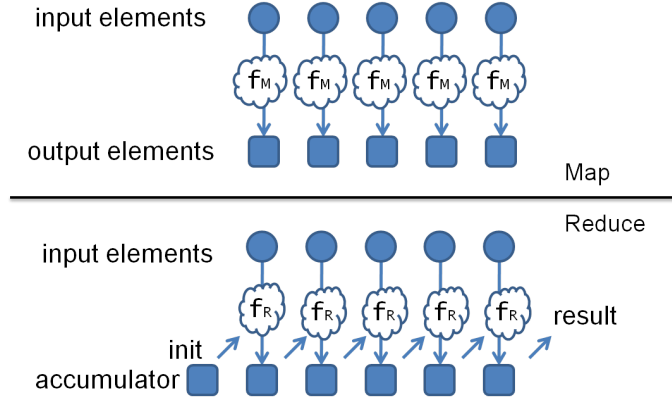 input elements
fM fM fM fM fM
output elements
Map
Reduce
input elements
fR fR fR fR fR
result
init
accumulator